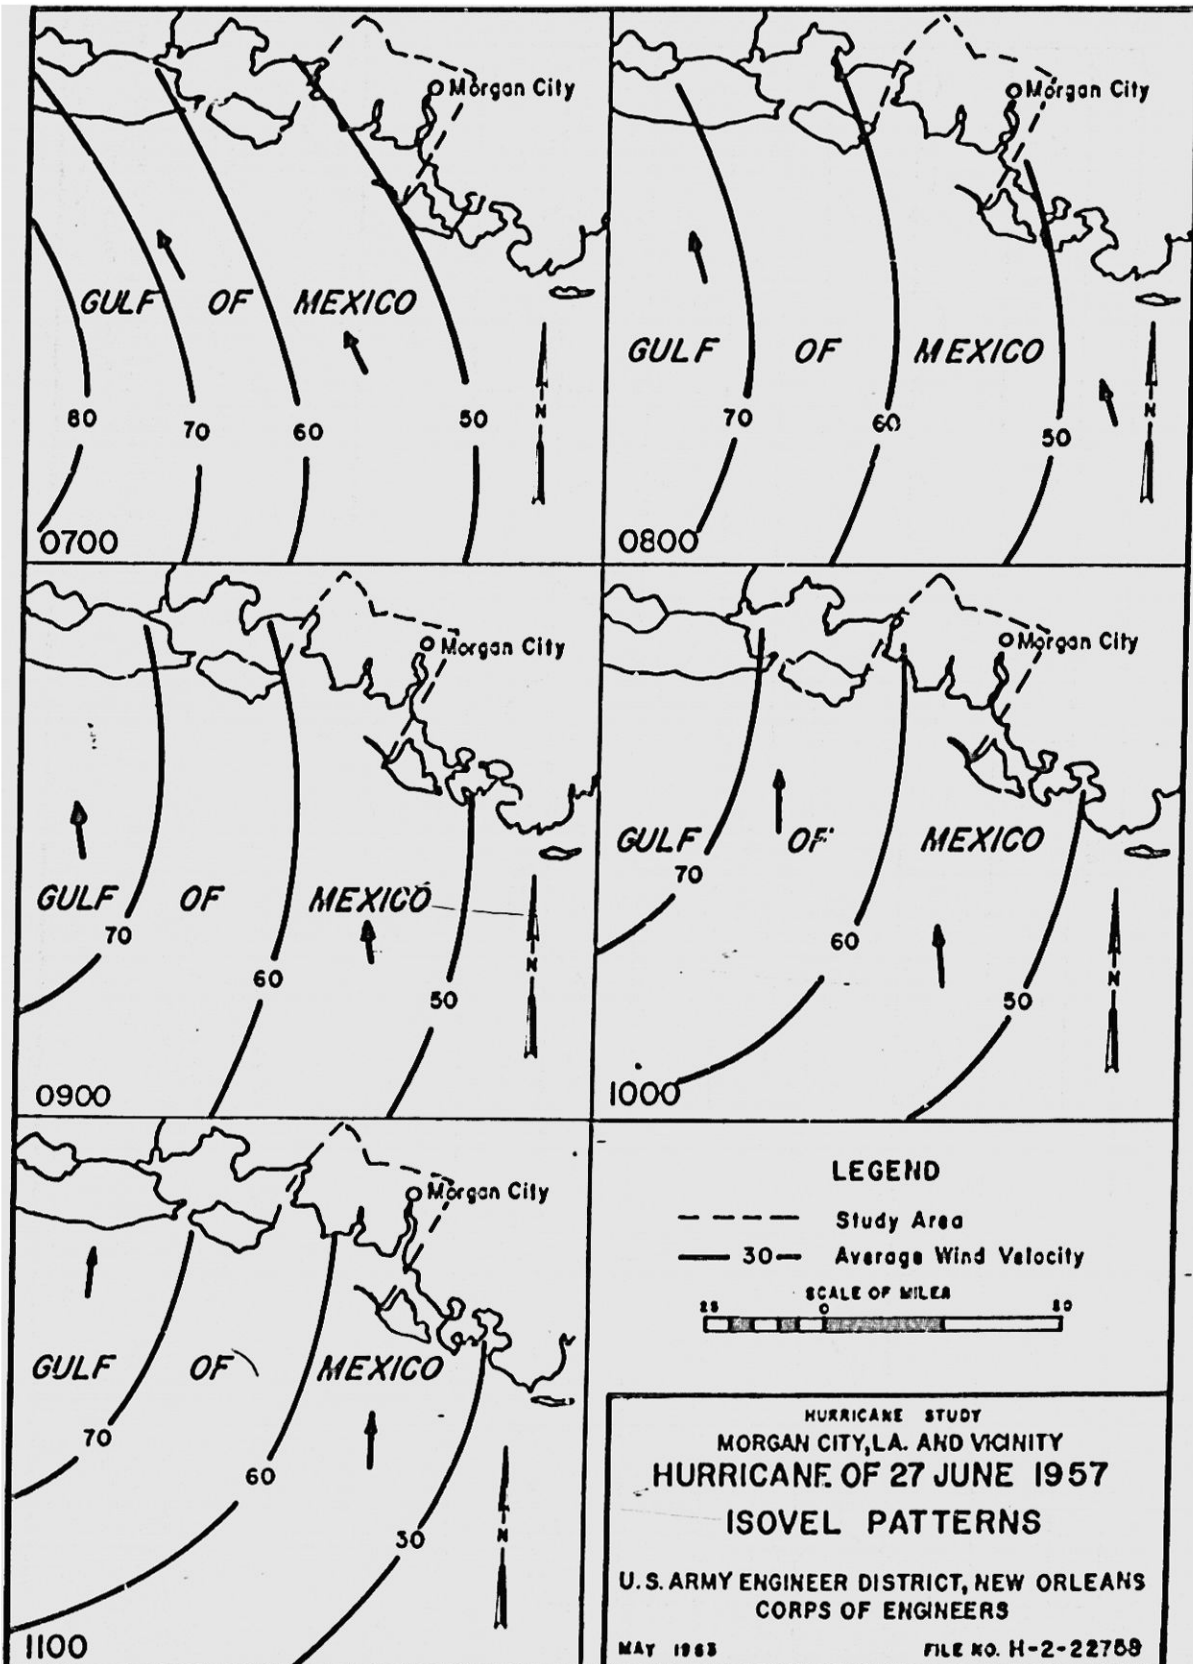 Morgan City
GULF OF MEXICO
80
70
60
50
N
0700
Morgan City
GULF OF MEXICO
70
60
50
N
0800
Morgan City
GULF OF MEXICO
70
60
50
N
0900
Morgan City
GULF OF MEXICO
70
60
50
N
1000
Morgan City
GULF OF MEXICO
70
60
30
N
1100
LEGEND
Study Area
30 Average Wind Velocity
SCALE OF MILES
25 0 50
HURRICANE STUDY
MORGAN CITY, LA. AND VICINITY
HURRICANE OF 27 JUNE 1957
ISOVEL PATTERNS
U.S. ARMY ENGINEER DISTRICT, NEW ORLEANS
CORPS OF ENGINEERS
MAY 1963 FILE NO. H-2-22758